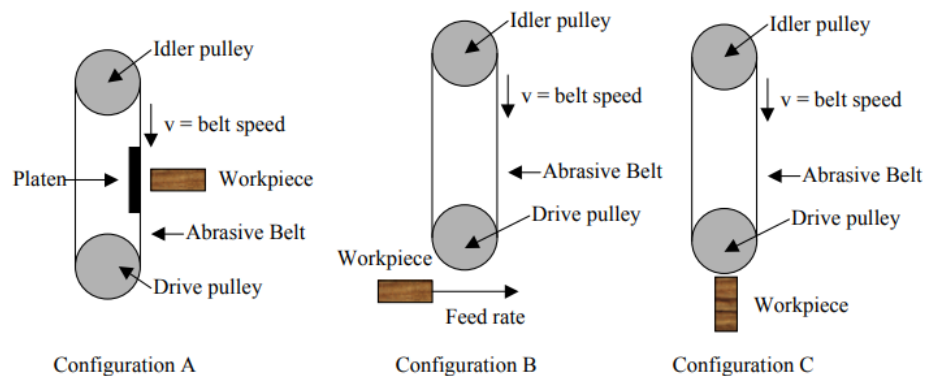 Idler pulley
v = belt speed
Platen
Workpiece
Abrasive Belt
Drive pulley
Configuration A
Idler pulley
v = belt speed
Abrasive Belt
Drive pulley
Workpiece
Feed rate
Configuration B
Idler pulley
v = belt speed
Abrasive Belt
Drive pulley
Workpiece
Configuration C